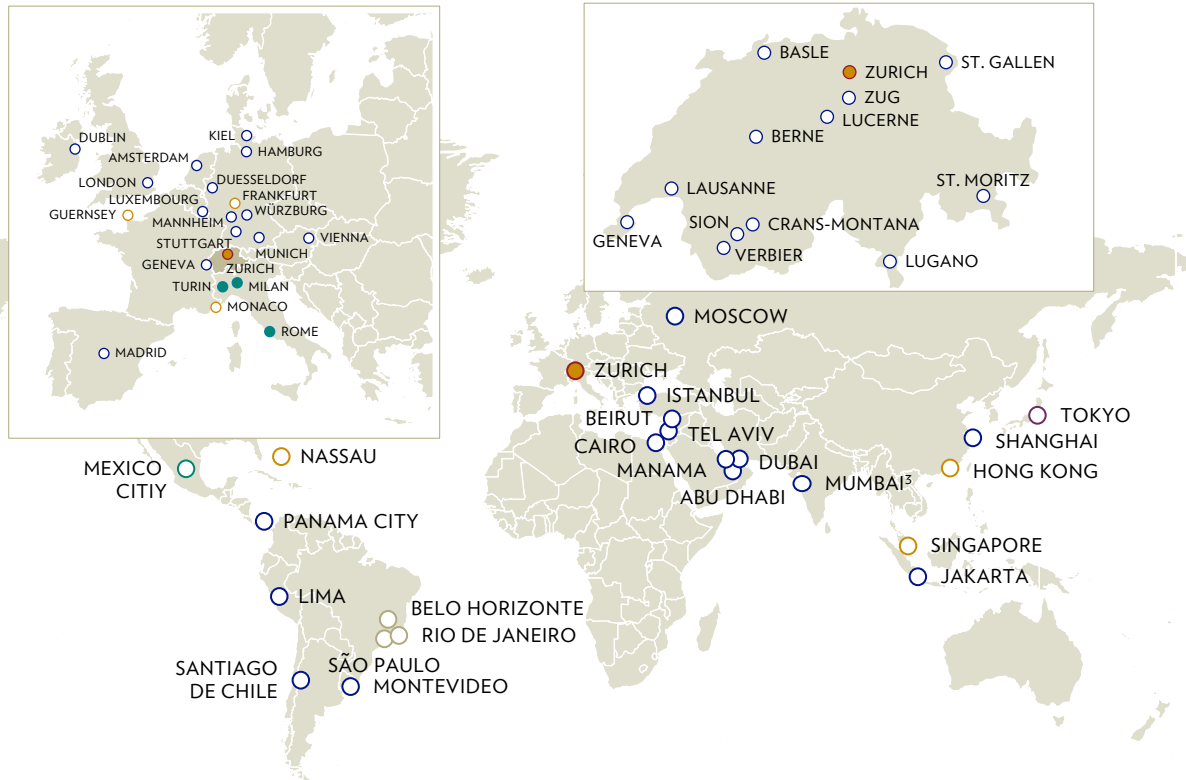 DUBLIN
KIEL
HAMBURG
AMSTERDAM
DUESSELDORF
LONDON
FRANKFURT
LUXEMBOURG
GUERNSEY
WÜRZBURG
MANNHEIM
STUTTGART
VIENNA
MUNICH
GENEVA
ZURICH
TURIN
MILAN
MONACO
ROME
MADRID
BASLE
ST. GALLEN
ZURICH
ZUG
LUCERNE
BERNE
ST. MORITZ
LAUSANNE
SION
CRANS-MONTANA
GENEVA
VERBIER
LUGANO
MOSCOW
ZURICH
ISTANBUL
BEIRUT
TEL AVIV
CAIRO
MANAMA
DUBAI
ABU DHABI
MUMBAI³
TOKYO
SHANGHAI
HONG KONG
SINGAPORE
JAKARTA
NASSAU
MEXICO
CITIY
PANAMA CITY
LIMA
BELO HORIZONTE
RIO DE JANEIRO
SÃO PAULO
SANTIAGO
DE CHILE
MONTEVIDEO